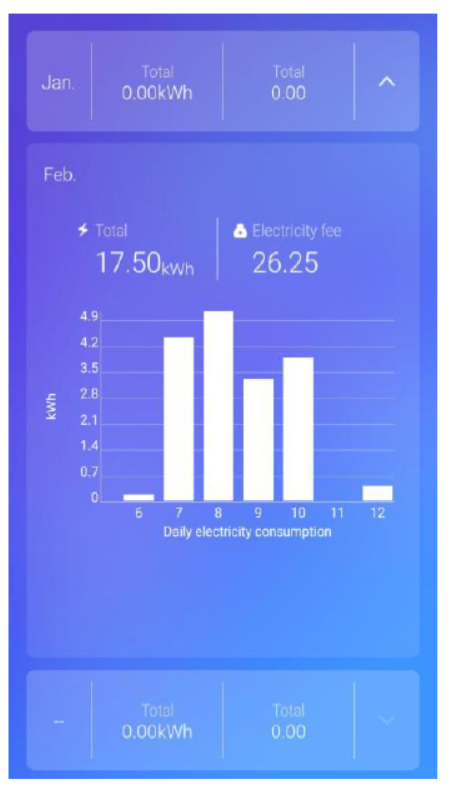 Jan.
Total
0.00kWh
Total
0.00
Feb.
Total
17.50kWh
Electricity fee
26.25
4.9
4.2
3.5
2.8
2.1
1.4
0.7
0
kWh
6 7 8 9 10 11 12
Daily electricity consumption
--
Total
0.00kWh
Total
0.00